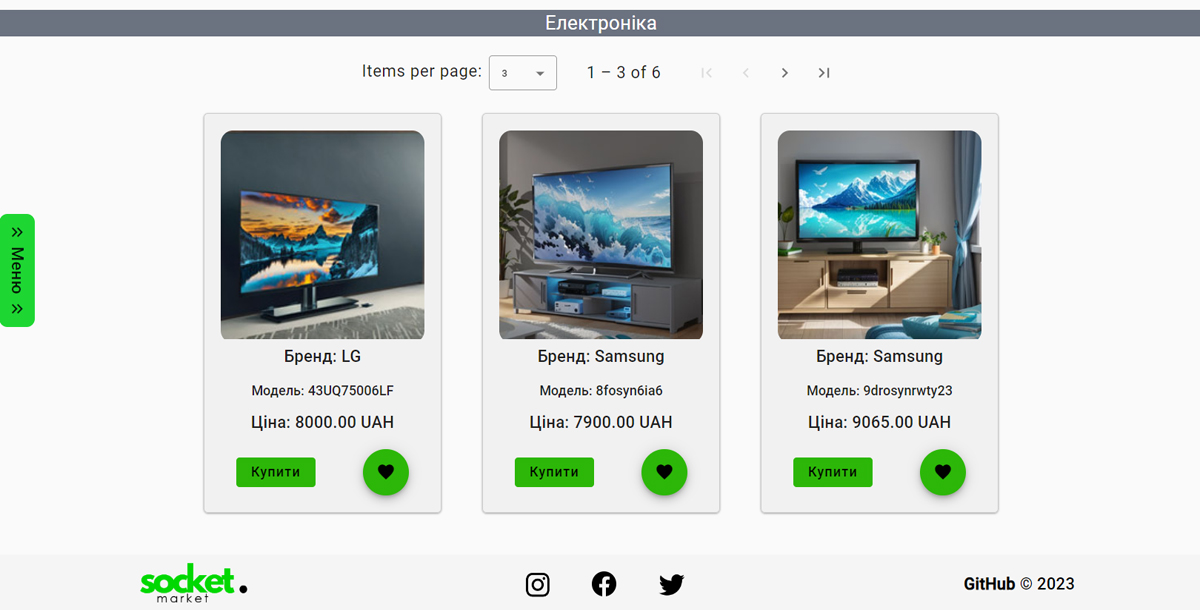 Електроніка
Items per page: 3 1 – 3 of 6
Меню
Бренд: LG
Модель: 43UQ75006LF
Ціна: 8000.00 UAH
Купити
Бренд: Samsung
Модель: 8fosyn6ia6
Ціна: 7900.00 UAH
Купити
Бренд: Samsung
Модель: 9drosynrwty23
Ціна: 9065.00 UAH
Купити
socket.
market
GitHub © 2023